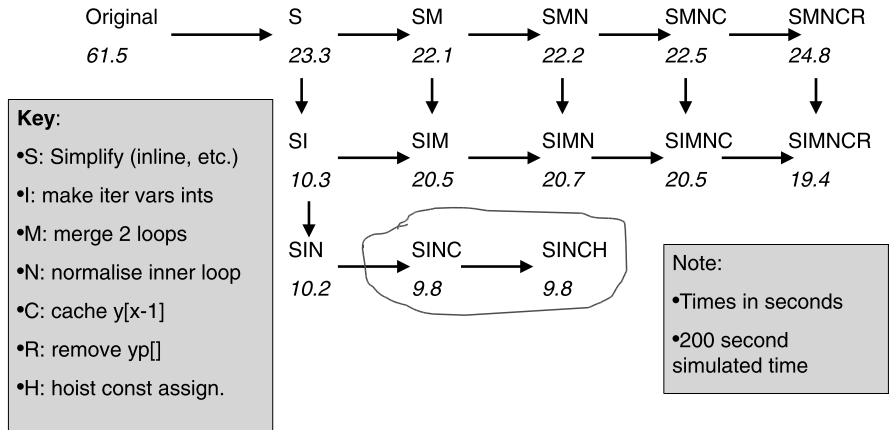 Original S SM SMN SMNC SMNCR
61.5 23.3 22.1 22.2 22.5 24.8
Key:
•S: Simplify (inline, etc.)
•I: make iter vars ints
•M: merge 2 loops
•N: normalise inner loop
•C: cache y[x-1]
•R: remove yp[]
•H: hoist const assign.
SI SIM SIMN SIMNC SIMNCR
10.3 20.5 20.7 20.5 19.4
SIN SINC SINCH
10.2 9.8 9.8
Note:
•Times in seconds
•200 second
simulated time